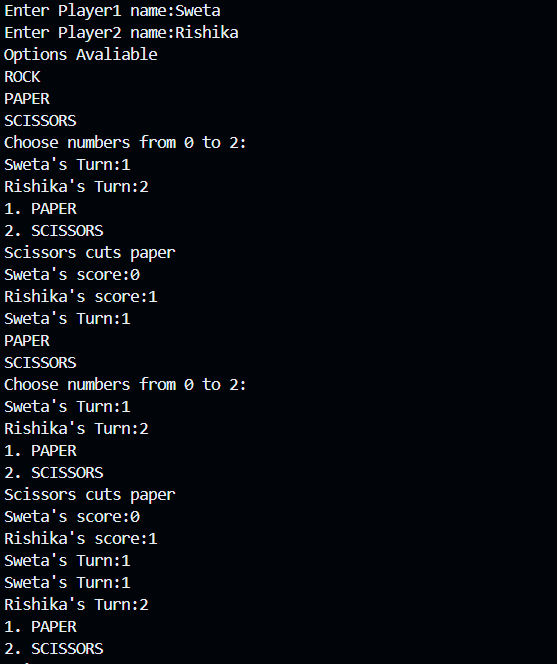 Enter Player1 name:Sweta
Enter Player2 name:Rishika
Options Avaliable
ROCK
PAPER
SCISSORS
Choose numbers from 0 to 2:
Sweta's Turn:1
Rishika's Turn:2
1. PAPER
2. SCISSORS
Scissors cuts paper
Sweta's score:0
Rishika's score:1
Sweta's Turn:1
PAPER
SCISSORS
Choose numbers from 0 to 2:
Sweta's Turn:1
Rishika's Turn:2
1. PAPER
2. SCISSORS
Scissors cuts paper
Sweta's score:0
Rishika's score:1
Sweta's Turn:1
Sweta's Turn:1
Rishika's Turn:2
1. PAPER
2. SCISSORS